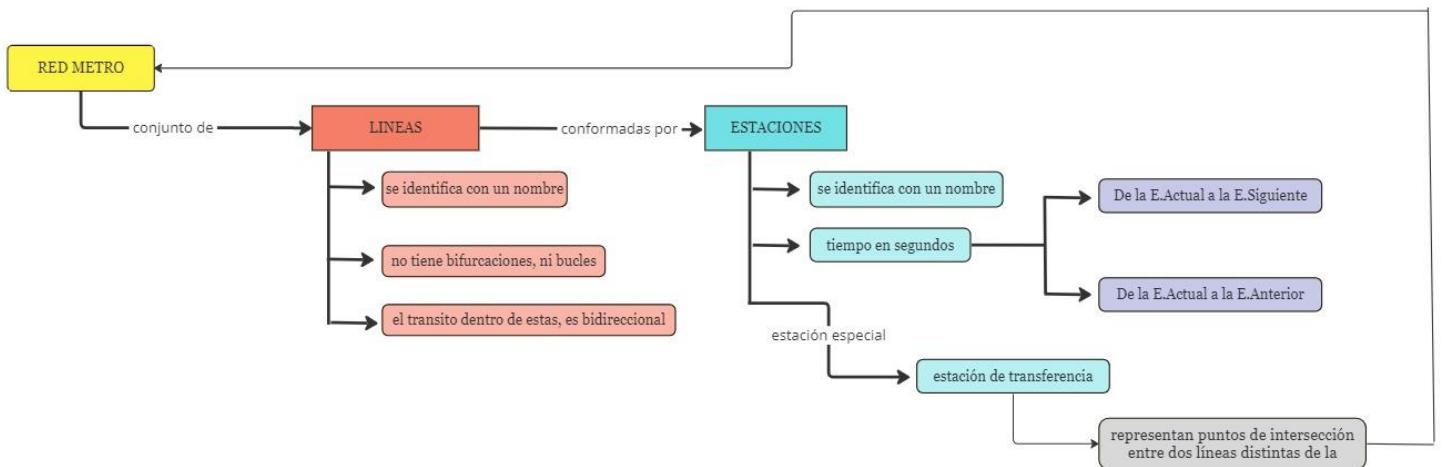 RED METRO
conjunto de
LINEAS
conformadas por
ESTACIONES
se identifica con un nombre
no tiene bifurcaciones, ni bucles
el transito dentro de estas, es bidireccional
se identifica con un nombre
tiempo en segundos
De la E.Actual a la E.Siguiente
De la E.Actual a la E.Anterior
estación especial
estación de transferencia
representan puntos de intersección
entre dos líneas distintas de la